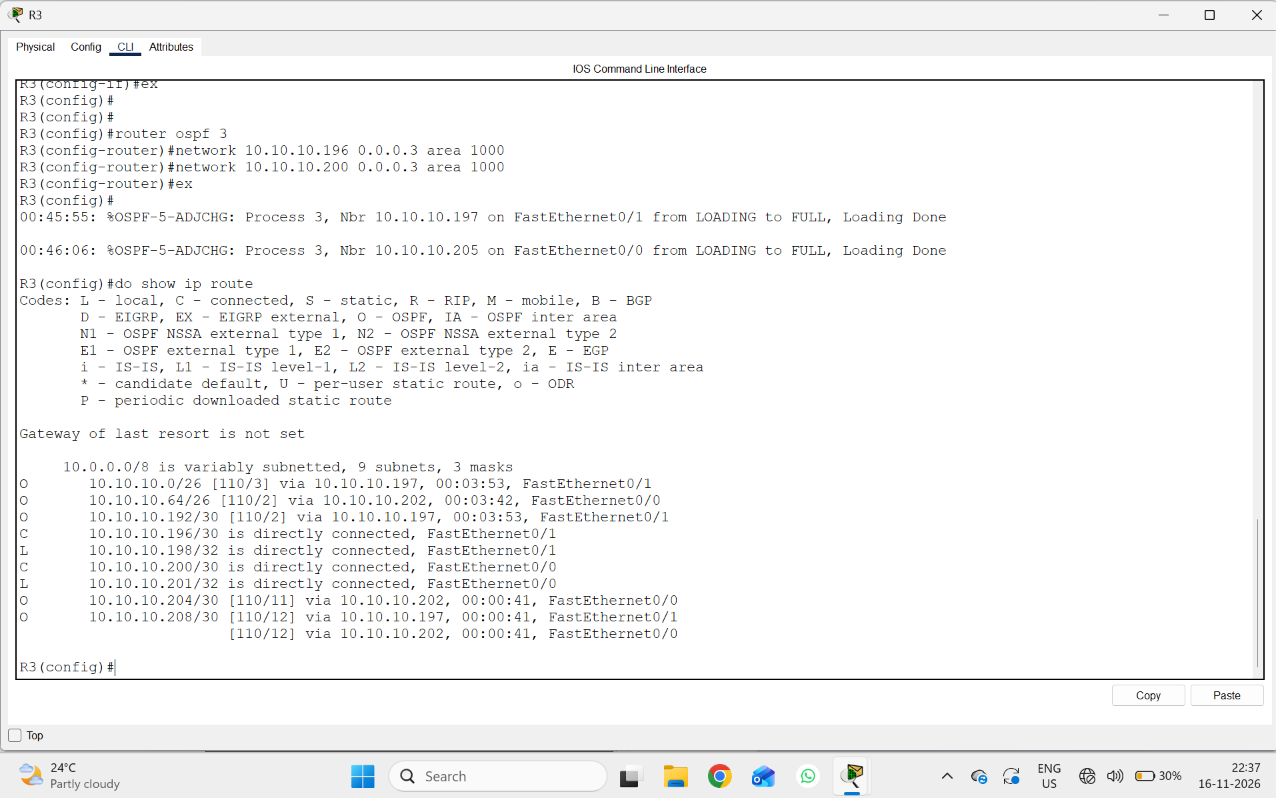 R3
Physical Config CLI Attributes
IOS Command Line Interface
R3(config-if)#ex
R3(config)#
R3(config)#
R3(config)#router ospf 3
R3(config-router)#network 10.10.10.196 0.0.0.3 area 1000
R3(config-router)#network 10.10.10.200 0.0.0.3 area 1000
R3(config-router)#ex
R3(config)#
00:45:55: %OSPF-5-ADJCHG: Process 3, Nbr 10.10.10.197 on FastEthernet0/1 from LOADING to FULL, Loading Done
00:46:06: %OSPF-5-ADJCHG: Process 3, Nbr 10.10.10.205 on FastEthernet0/0 from LOADING to FULL, Loading Done
R3(config)#do show ip route
Codes: L - local, C - connected, S - static, R - RIP, M - mobile, B - BGP
D - EIGRP, EX - EIGRP external, O - OSPF, IA - OSPF inter area
N1 - OSPF NSSA external type 1, N2 - OSPF NSSA external type 2
E1 - OSPF external type 1, E2 - OSPF external type 2, E - EGP
i - IS-IS, L1 - IS-IS level-1, L2 - IS-IS level-2, ia - IS-IS inter area
* - candidate default, U - per-user static route, o - ODR
P - periodic downloaded static route
Gateway of last resort is not set
10.0.0.0/8 is variably subnetted, 9 subnets, 3 masks
O 10.10.10.0/26 [110/3] via 10.10.10.197, 00:03:53, FastEthernet0/1
O 10.10.10.64/26 [110/2] via 10.10.10.202, 00:03:42, FastEthernet0/0
O 10.10.10.192/30 [110/2] via 10.10.10.197, 00:03:53, FastEthernet0/1
C 10.10.10.196/30 is directly connected, FastEthernet0/1
L 10.10.10.198/32 is directly connected, FastEthernet0/1
C 10.10.10.200/30 is directly connected, FastEthernet0/0
L 10.10.10.201/32 is directly connected, FastEthernet0/0
O 10.10.10.204/30 [110/11] via 10.10.10.202, 00:00:41, FastEthernet0/0
O 10.10.10.208/30 [110/12] via 10.10.10.197, 00:00:41, FastEthernet0/1
[110/12] via 10.10.10.202, 00:00:41, FastEthernet0/0
R3(config)#
Copy Paste
Top
24°C
Partly cloudy
Search
ENG
US
30%
22:37
16-11-2026